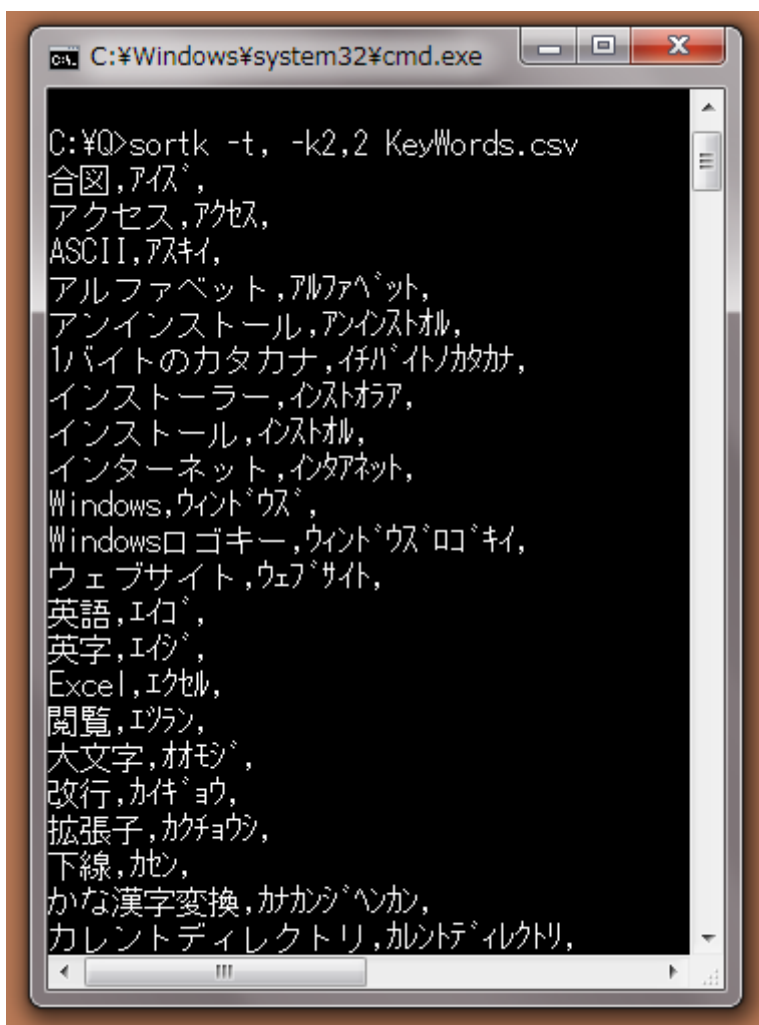 C:¥Windows¥system32¥cmd.exe
C:¥Q>sortk -t, -k2,2 KeyWords.csv
合図,ｱｲｽﾞ,
アクセス,ｱｸｾｽ,
ASCII,ｱｽｷｲ,
アルファベット,ｱﾙﾌｧﾍﾞｯﾄ,
アンインストール,ｱﾝｲﾝｽﾄｵﾙ,
1バイトのカタカナ,ｲﾁﾊﾞｲﾄﾉｶﾀｶﾅ,
インストーラー,ｲﾝｽﾄｵﾗｱ,
インストール,ｲﾝｽﾄｵﾙ,
インターネット,ｲﾝﾀｱﾈｯﾄ,
Windows,ｳｨﾝﾄﾞｳｽﾞ,
Windowsロゴキー,ｳｨﾝﾄﾞｳｽﾞﾛｺﾞｷｲ,
ウェブサイト,ｳｪﾌﾞｻｲﾄ,
英語,ｴｲｺﾞ,
英字,ｴｲｼﾞ,
Excel,ｴｸｾﾙ,
閲覧,ｴﾂﾗﾝ,
大文字,ｵｵﾓｼﾞ,
改行,ｶｲｷﾞｮｳ,
拡張子,ｶｸﾁｮｳｼ,
下線,ｶｾﾝ,
かな漢字変換,ｶﾅｶﾝｼﾞﾍﾝｶﾝ,
カレントディレクトリ,ｶﾚﾝﾄﾃﾞｨﾚｸﾄﾘ,